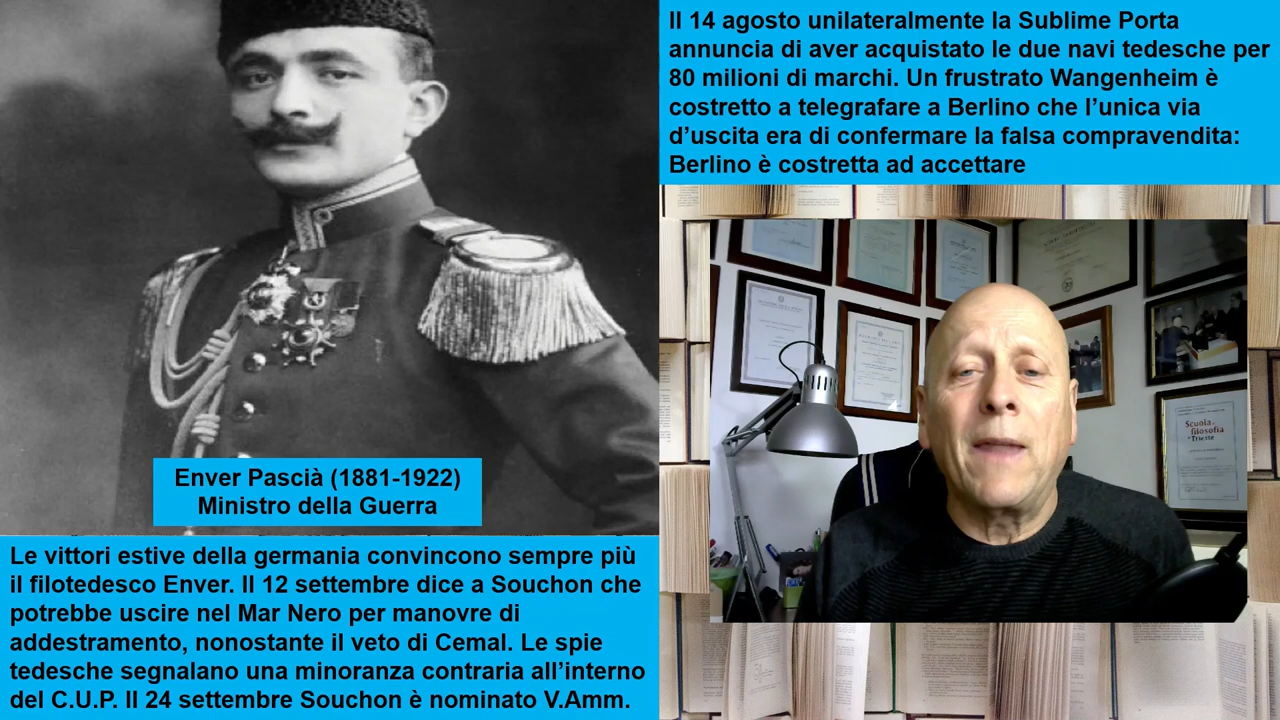 Il 14 agosto unilateralmente la Sublime Porta
annuncia di aver acquistato le due navi tedesche per
80 milioni di marchi. Un frustrato Wangenheim è
costretto a telegrafare a Berlino che l’unica via
d’uscita era di confermare la falsa compravendita:
Berlino è costretta ad accettare
Enver Pascià (1881-1922)
Ministro della Guerra
Le vittori estive della germania convincono sempre più
il filotedesco Enver. Il 12 settembre dice a Souchon che
potrebbe uscire nel Mar Nero per manovre di
addestramento, nonostante il veto di Cemal. Le spie
tedesche segnalano una minoranza contraria all’interno
del C.U.P. Il 24 settembre Souchon è nominato V.Amm.
Scuola
filosofia
Trieste